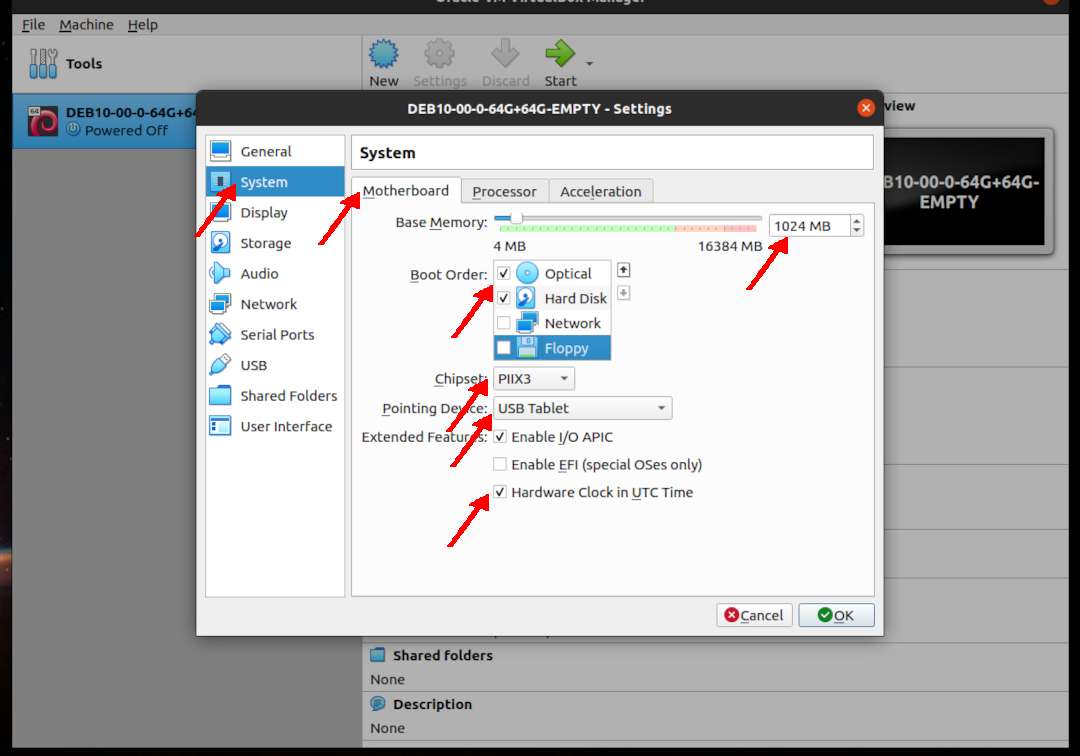 Oracle VM VirtualBox Manager
File Machine Help
Tools
New Settings Discard Start
64
DEB10-00-0-64G+64
Powered Off
view
B10-00-0-64G+64G-
EMPTY
DEB10-00-0-64G+64G-EMPTY - Settings
General
System
Display
Storage
Audio
Network
Serial Ports
USB
Shared Folders
User Interface
System
Motherboard Processor Acceleration
Base Memory: 1024 MB
4 MB 16384 MB
Boot Order: Optical
Hard Disk
Network
Floppy
Chipset: PIIX3
Pointing Device: USB Tablet
Extended Features: Enable I/O APIC
Enable EFI (special OSes only)
Hardware Clock in UTC Time
Cancel OK
Shared folders
None
Description
None